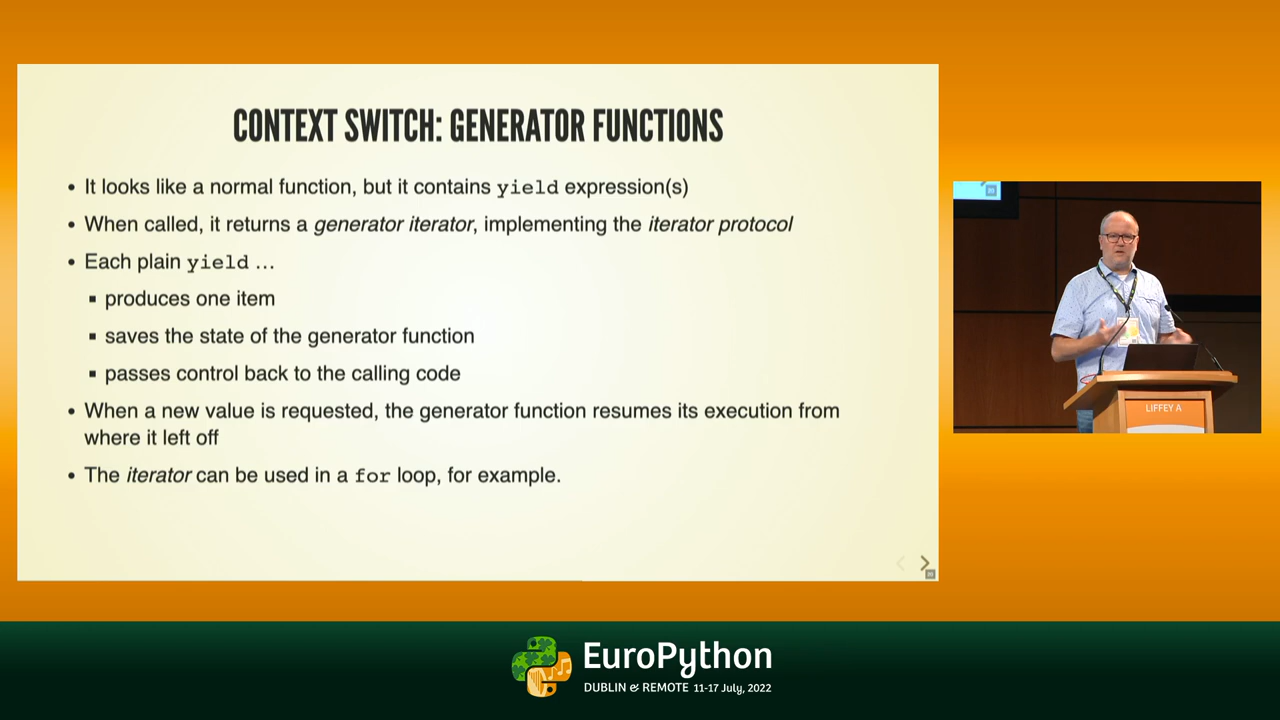 CONTEXT SWITCH: GENERATOR FUNCTIONS
It looks like a normal function, but it contains yield expression(s)
When called, it returns a generator iterator, implementing the iterator protocol
Each plain yield …
produces one item
saves the state of the generator function
passes control back to the calling code
When a new value is requested, the generator function resumes its execution from
where it left off
The iterator can be used in a for loop, for example.
LIFFEY A
EuroPython
DUBLIN & REMOTE 11-17 July, 2022